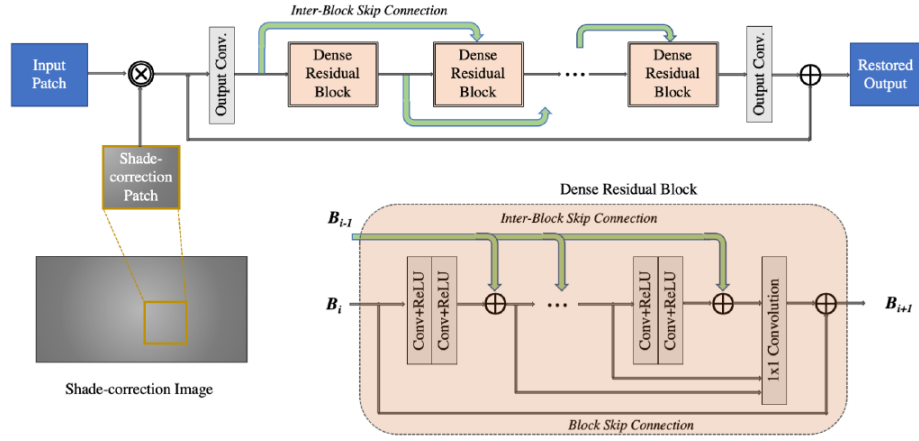 Inter-Block Skip Connection
Input
Patch
Output Conv.
Dense
Residual
Block
Dense
Residual
Block
Dense
Residual
Block
Output Conv.
Restored
Output
Shade-
correction
Patch
Shade-correction Image
Dense Residual Block
Inter-Block Skip Connection
B_{i-1}
B_i
Conv+ReLU
Conv+ReLU
Conv+ReLU
Conv+ReLU
1x1 Convolution
B_{i+1}
Block Skip Connection